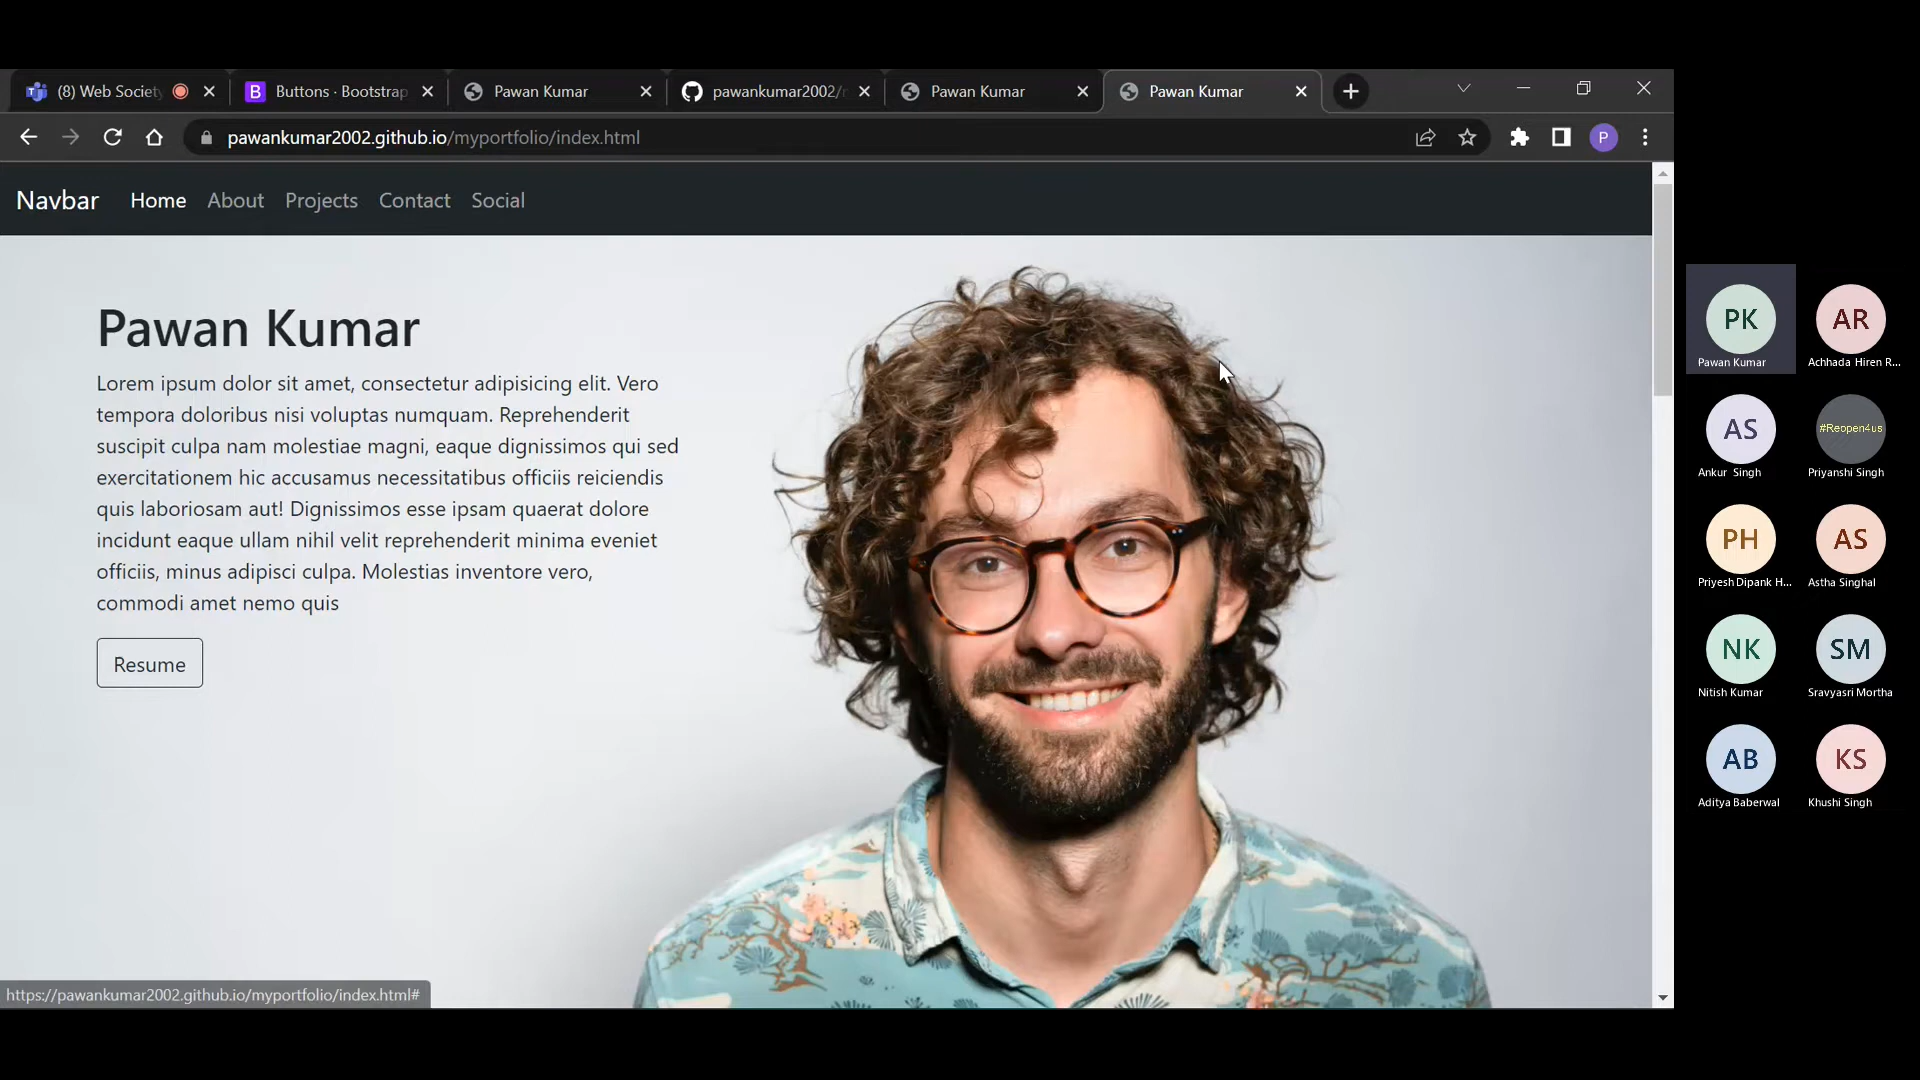 (8) Web Society
Buttons · Bootstrap
Pawan Kumar
pawankumar2002/
Pawan Kumar
Pawan Kumar
pawankumar2002.github.io/myportfolio/index.html
P
Navbar Home About Projects Contact Social
Pawan Kumar
Lorem ipsum dolor sit amet, consectetur adipisicing elit. Vero
tempora doloribus nisi voluptas numquam. Reprehenderit
suscipit culpa nam molestiae magni, eaque dignissimos qui sed
exercitationem hic accusamus necessitatibus officiis reiciendis
quis laboriosam aut! Dignissimos esse ipsam quaerat dolore
incidunt eaque ullam nihil velit reprehenderit minima eveniet
officiis, minus adipisci culpa. Molestias inventore vero,
commodi amet nemo quis
Resume
https://pawankumar2002.github.io/myportfolio/index.html#
PK AR
Pawan Kumar Achhada Hiren R...
AS #Reopen4us
Ankur Singh Priyanshi Singh
PH AS
Priyesh Dipank H... Astha Singhal
NK SM
Nitish Kumar Sravyasri Mortha
AB KS
Aditya Baberwal Khushi Singh